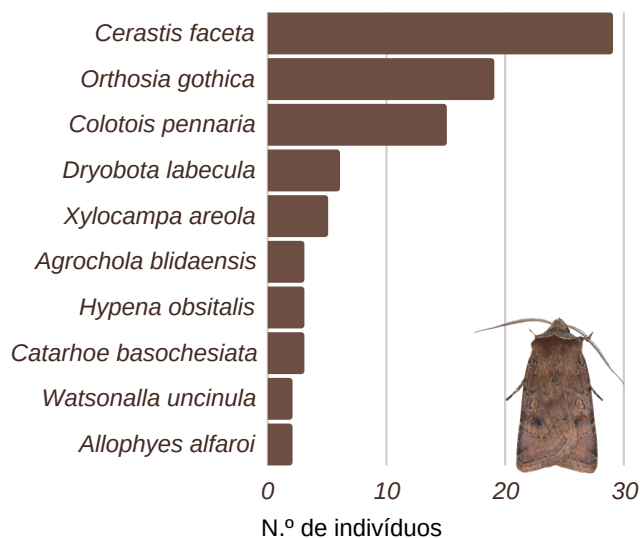 Cerastis faceta
Orthosia gothica
Colotois pennaria
Dryobota labecula
Xylocampa areola
Agrochola blidaensis
Hypena obsitalis
Catarhoe basochesiata
Watsonalla uncinula
Allophyes alfaroi
0 10 20 30
N.º de indivíduos